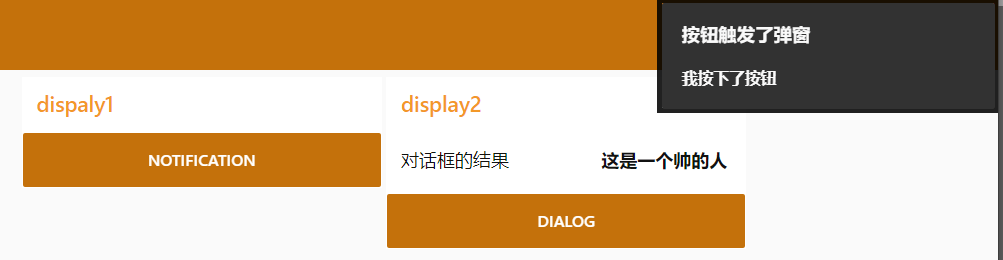 按钮触发了弹窗
我按下了按钮
dispaly1
display2
对话框的结果 这是一个帅的人
NOTIFICATION
DIALOG